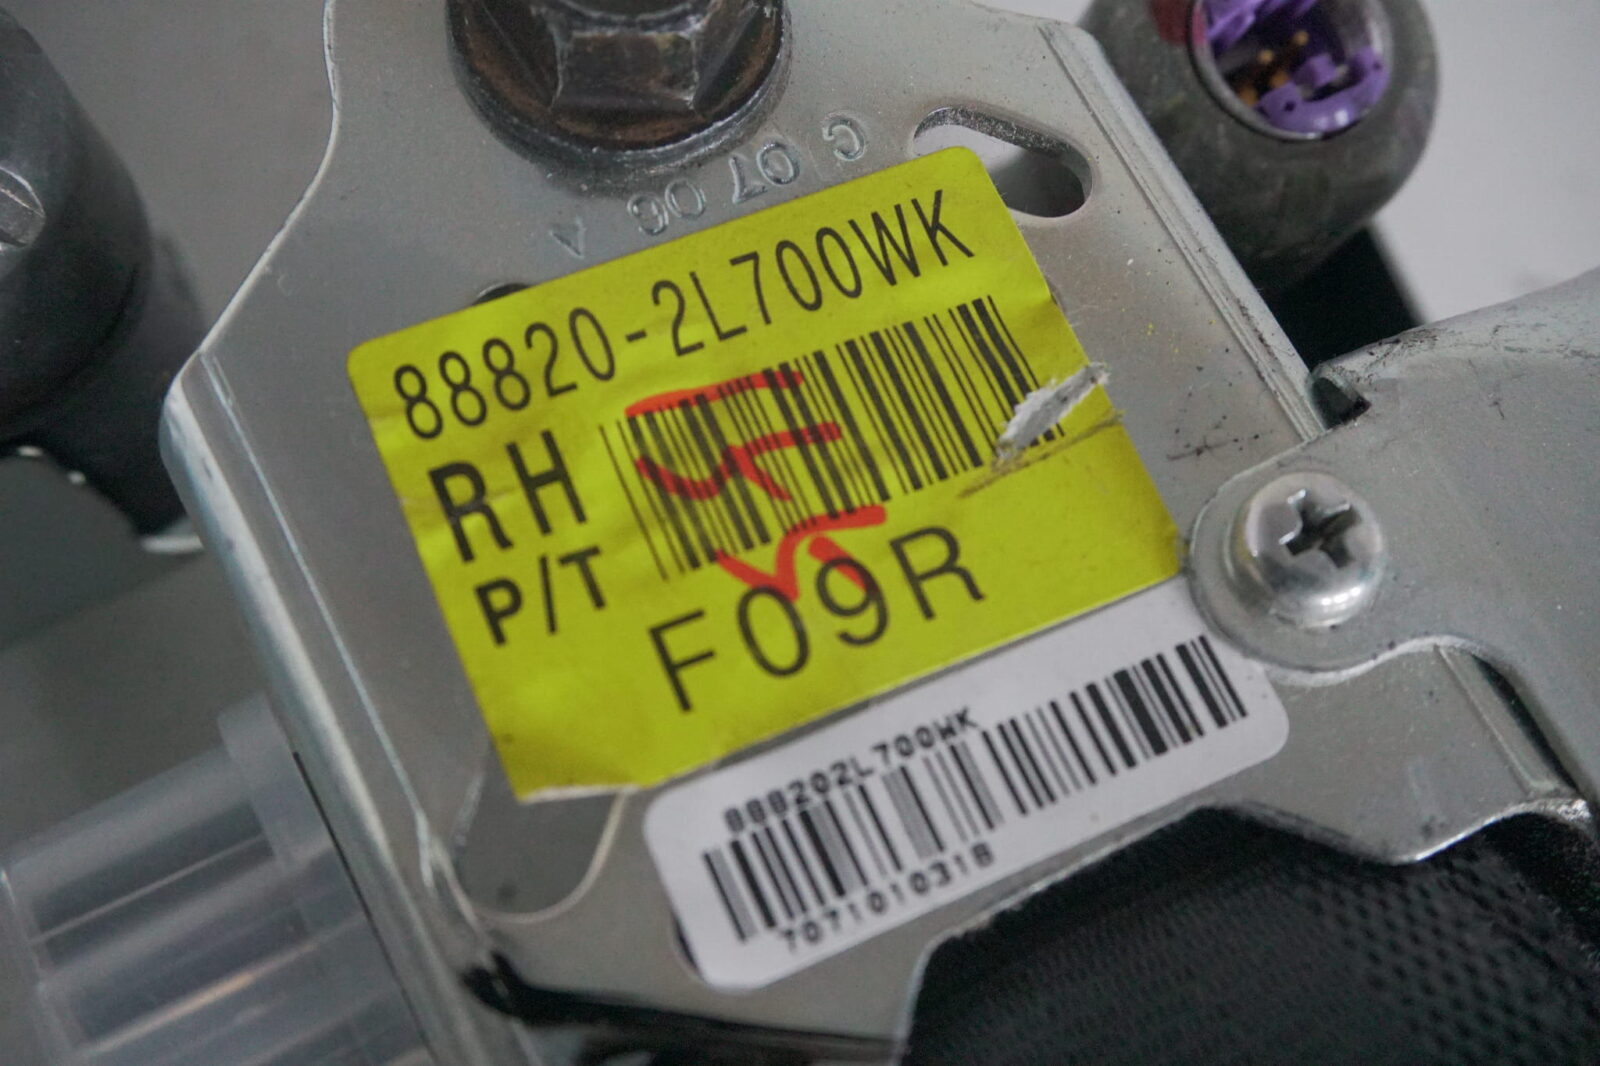 G 07 06 A
88820-2L700WK
RH
P/T
F09R
888202L700WK
7071010318